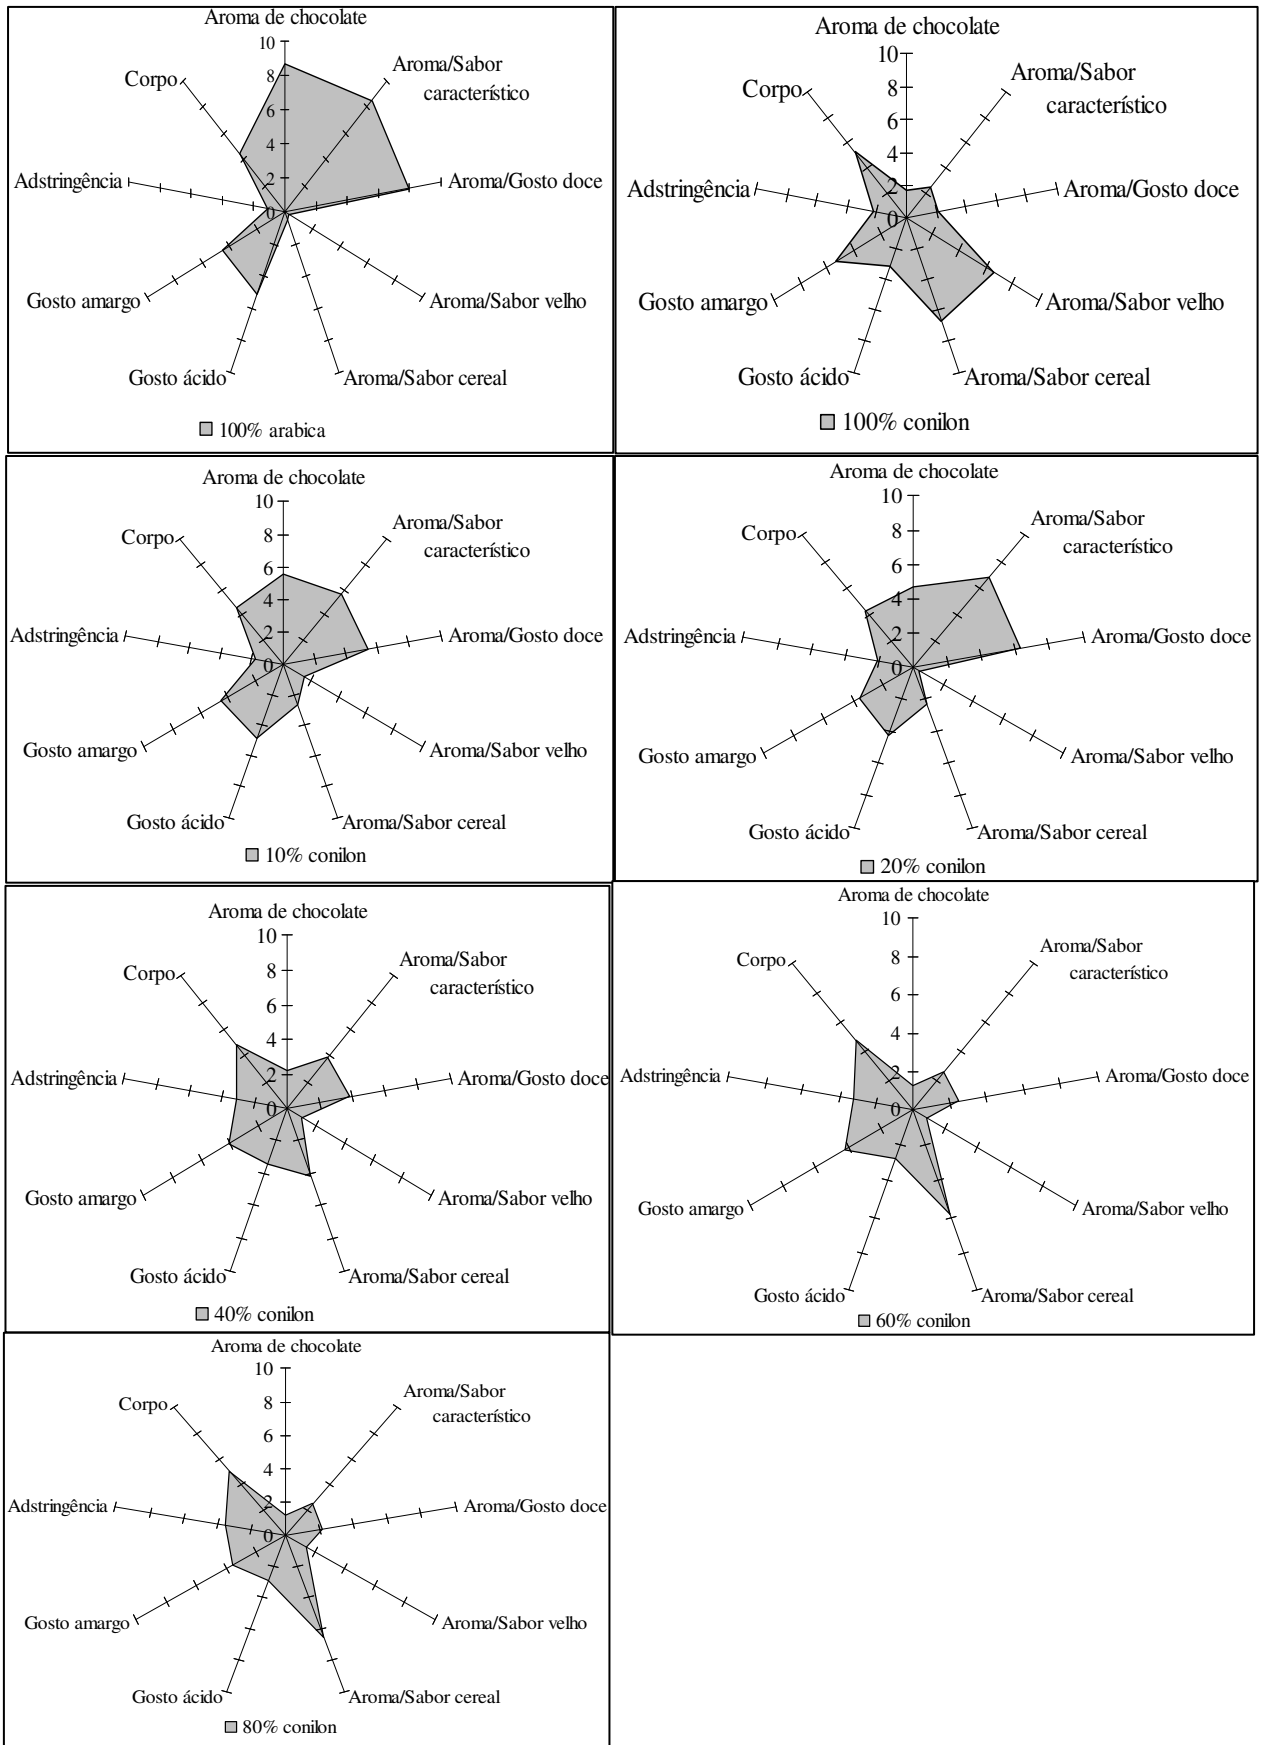 Aroma de chocolate
10
8
6
4
2
0
Aroma/Sabor
característico
Corpo
Adstringência
Aroma/Gosto doce
Gosto amargo
Aroma/Sabor velho
Gosto ácido
Aroma/Sabor cereal
100% arabica
Aroma de chocolate
10
8
6
4
2
0
Aroma/Sabor
característico
Corpo
Adstringência
Aroma/Gosto doce
Gosto amargo
Aroma/Sabor velho
Gosto ácido
Aroma/Sabor cereal
100% conilon
Aroma de chocolate
10
8
6
4
2
0
Aroma/Sabor
característico
Corpo
Adstringência
Aroma/Gosto doce
Gosto amargo
Aroma/Sabor velho
Gosto ácido
Aroma/Sabor cereal
10% conilon
Aroma de chocolate
10
8
6
4
2
0
Aroma/Sabor
característico
Corpo
Adstringência
Aroma/Gosto doce
Gosto amargo
Aroma/Sabor velho
Gosto ácido
Aroma/Sabor cereal
20% conilon
Aroma de chocolate
10
8
6
4
2
0
Aroma/Sabor
característico
Corpo
Adstringência
Aroma/Gosto doce
Gosto amargo
Aroma/Sabor velho
Gosto ácido
Aroma/Sabor cereal
40% conilon
Aroma de chocolate
10
8
6
4
2
0
Aroma/Sabor
característico
Corpo
Adstringência
Aroma/Gosto doce
Gosto amargo
Aroma/Sabor velho
Gosto ácido
Aroma/Sabor cereal
60% conilon
Aroma de chocolate
10
8
6
4
2
0
Aroma/Sabor
característico
Corpo
Adstringência
Aroma/Gosto doce
Gosto amargo
Aroma/Sabor velho
Gosto ácido
Aroma/Sabor cereal
80% conilon